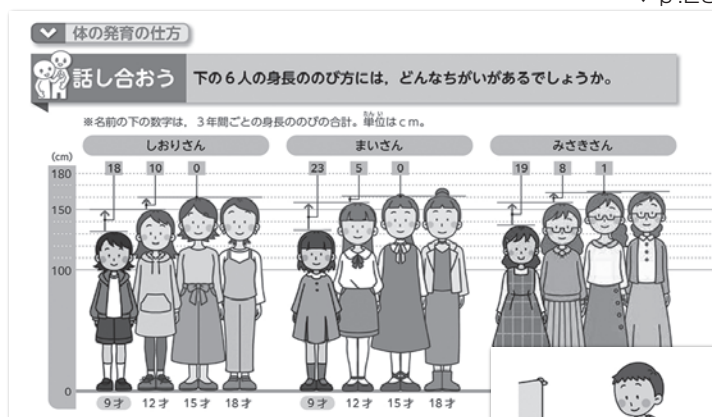 体の発育の仕方
話し合おう
下の6人の身長ののび方には，どんなちがいがあるでしょうか。
※名前の下の数字は，3年間ごとの身長ののびの合計。単位はcm。
たんい
しおりさん
まいさん
みさきさん
(cm)
180
150
100
0
18 10 0
23 5 0
19 8 1
9才 12才 15才 18才
9才 12才 15才 18才